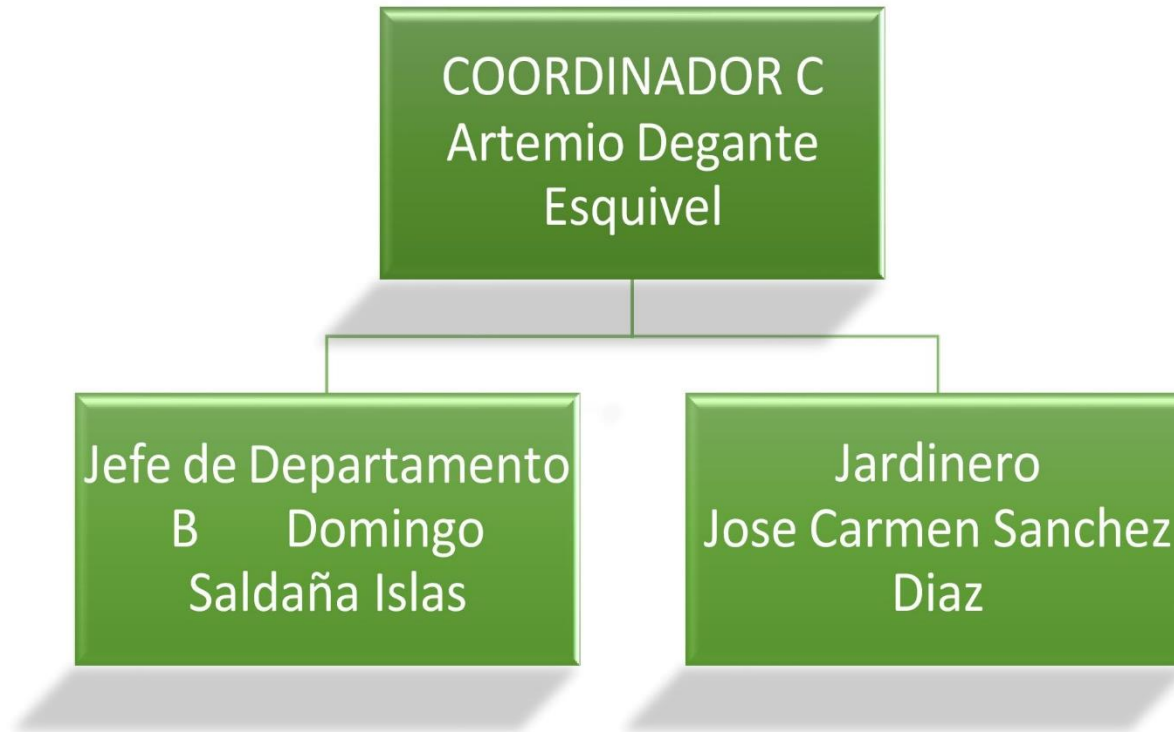 COORDINADOR C
Artemio Degante
Esquivel
Jefe de Departamento
B Domingo
Saldaña Islas
Jardinero
Jose Carmen Sanchez
Diaz